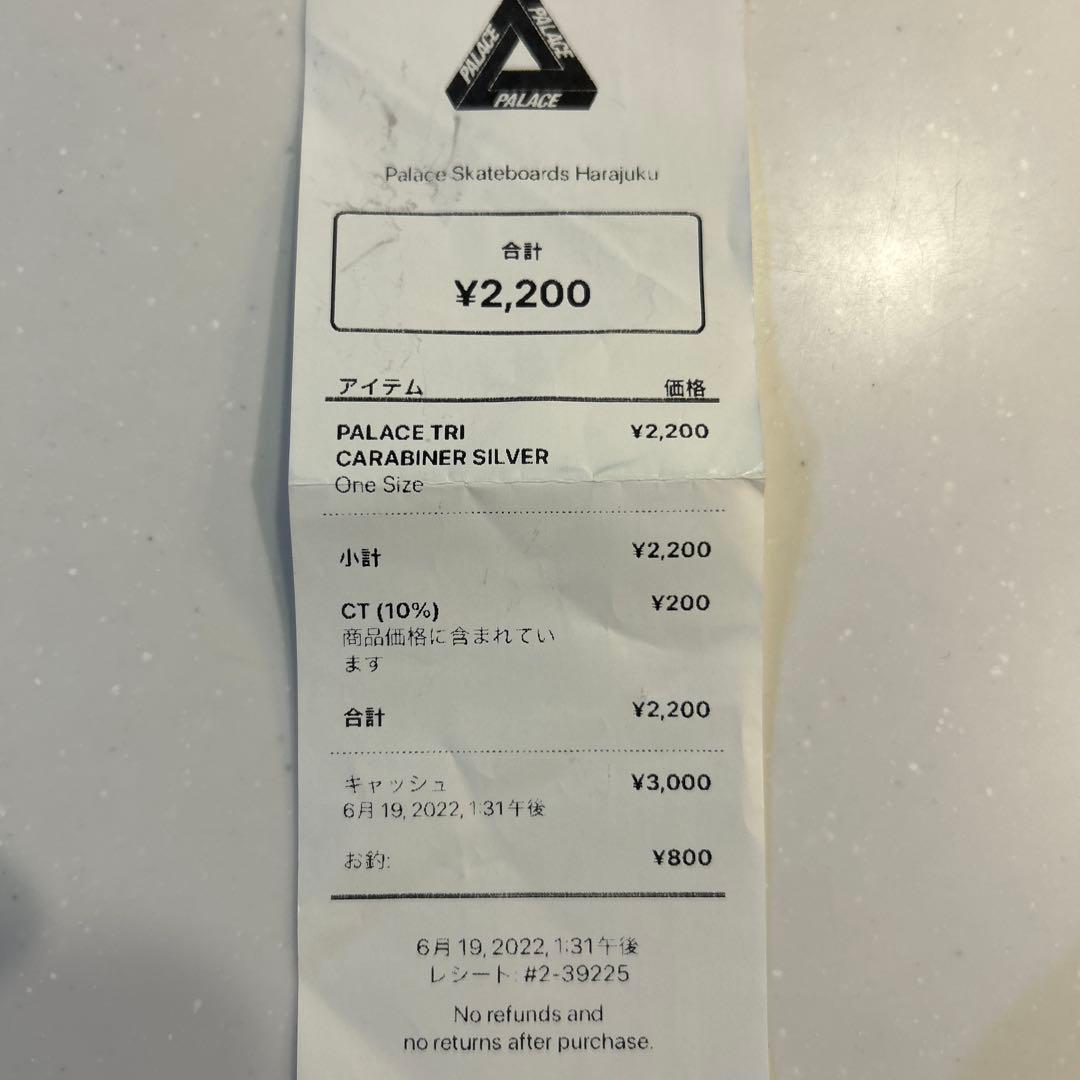 PALACE
PALACE
PALACE
Palace Skateboards Harajuku
合計
¥2,200
アイテム 価格
PALACE TRI ¥2,200
CARABINER SILVER
One Size
小計 ¥2,200
CT (10%) ¥200
商品価格に含まれてい
ます
合計 ¥2,200
キャッシュ ¥3,000
6月 19, 2022, 1:31午後
お釣: ¥800
6月 19, 2022, 1:31午後
レシート: #2-39225
No refunds and
no returns after purchase.